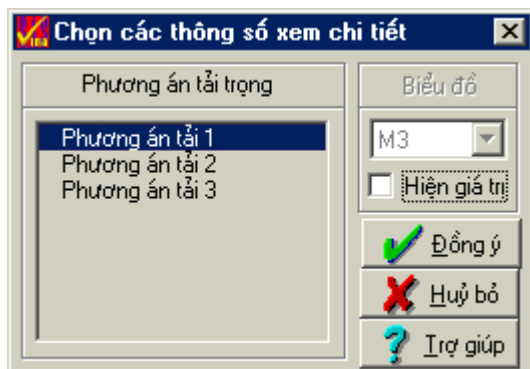 Chọn các thông số xem chi tiết
Phương án tải trọng
Phương án tải 1
Phương án tải 2
Phương án tải 3
Biểu đồ
M3
Hiện giá trị
Đồng ý
Huỷ bỏ
Trợ giúp